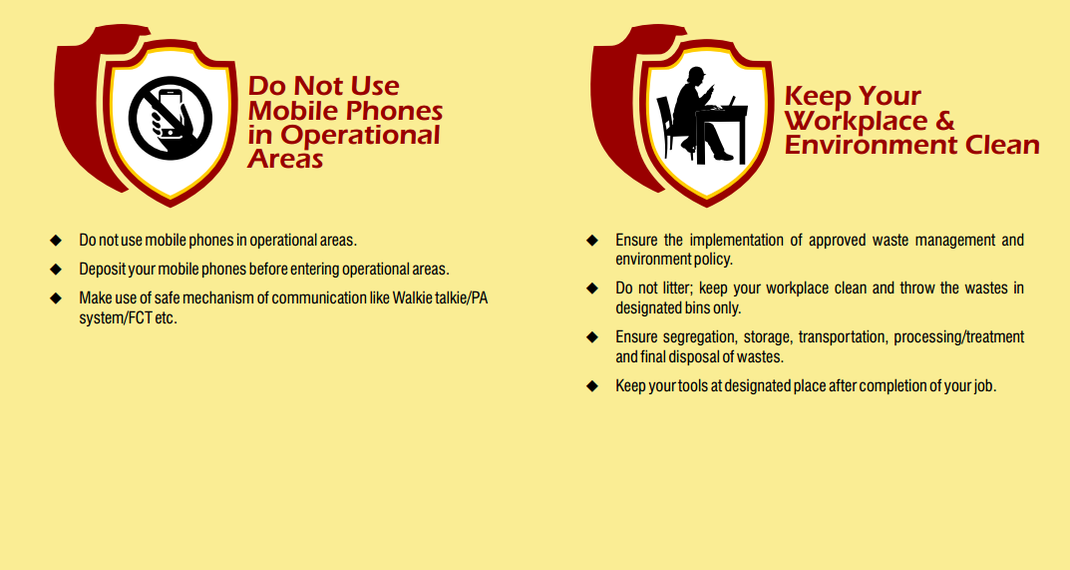 Do Not Use
Mobile Phones
in Operational
Areas
◆ Do not use mobile phones in operational areas.
◆ Deposit your mobile phones before entering operational areas.
◆ Make use of safe mechanism of communication like Walkie talkie/PA
system/FCT etc.
Keep Your
Workplace &
Environment Clean
◆ Ensure the implementation of approved waste management and
environment policy.
◆ Do not litter; keep your workplace clean and throw the wastes in
designated bins only.
◆ Ensure segregation, storage, transportation, processing/treatment
and final disposal of wastes.
◆ Keep your tools at designated place after completion of your job.